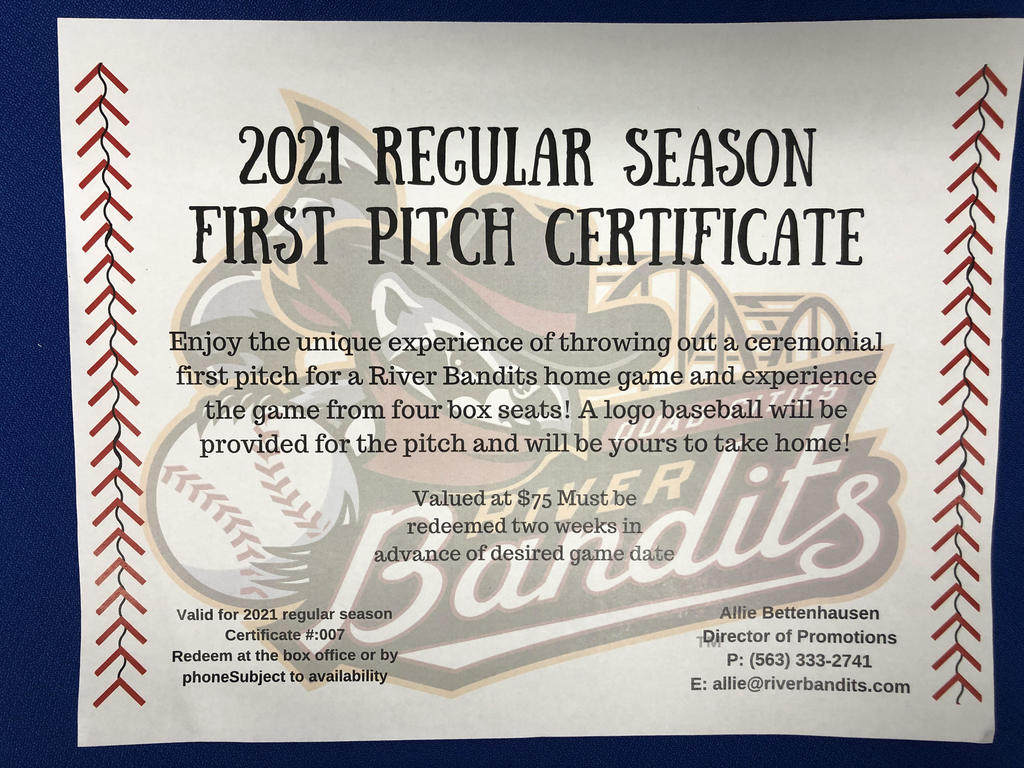 2021 REGULAR SEASON
FIRST PITCH CERTIFICATE
Enjoy the unique experience of throwing out a ceremonial
first pitch for a River Bandits home game and experience
the game from four box seats! A logo baseball will be
provided for the pitch and will be yours to take home!
QUAD CITIES
RIVER
Bandits
TM
Valued at $75 Must be
redeemed two weeks in
advance of desired game date
Valid for 2021 regular season
Certificate #:007
Redeem at the box office or by
phoneSubject to availability
Allie Bettenhausen
Director of Promotions
P: (563) 333-2741
E: allie@riverbandits.com